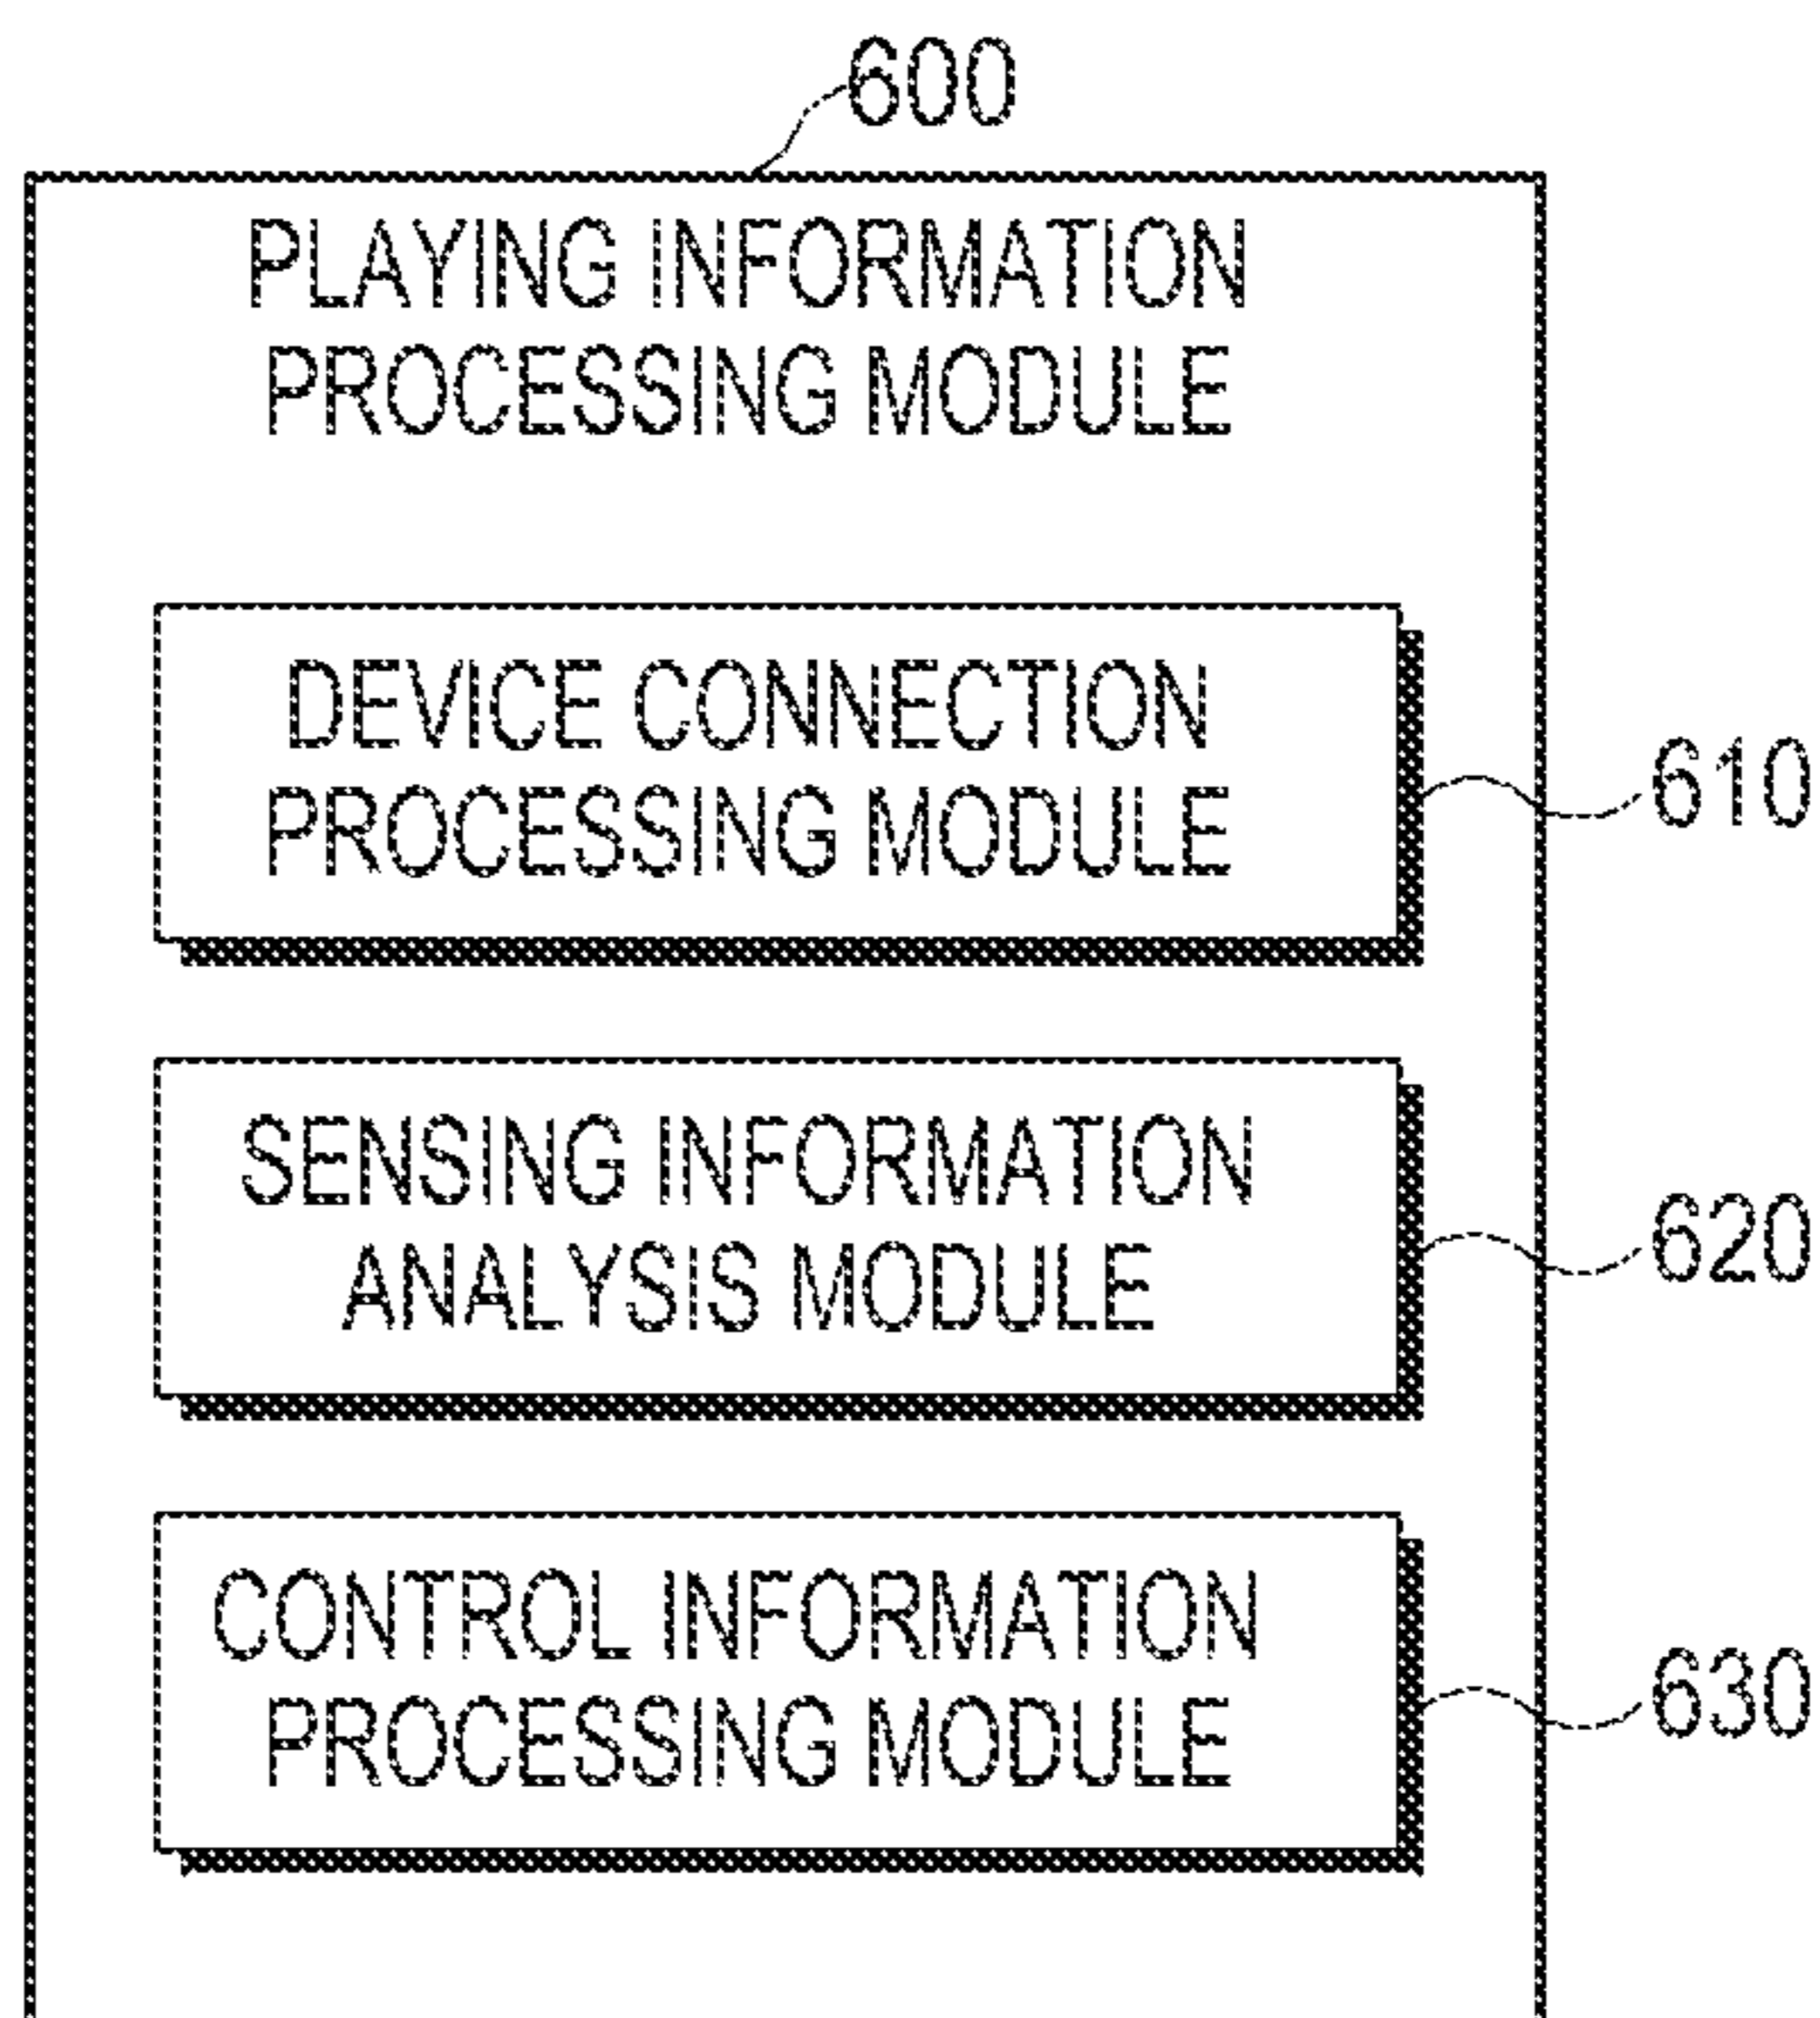 600
PLAYING INFORMATION
PROCESSING MODULE
DEVICE CONNECTION
PROCESSING MODULE
610
SENSING INFORMATION
ANALYSIS MODULE
620
CONTROL INFORMATION
PROCESSING MODULE
630